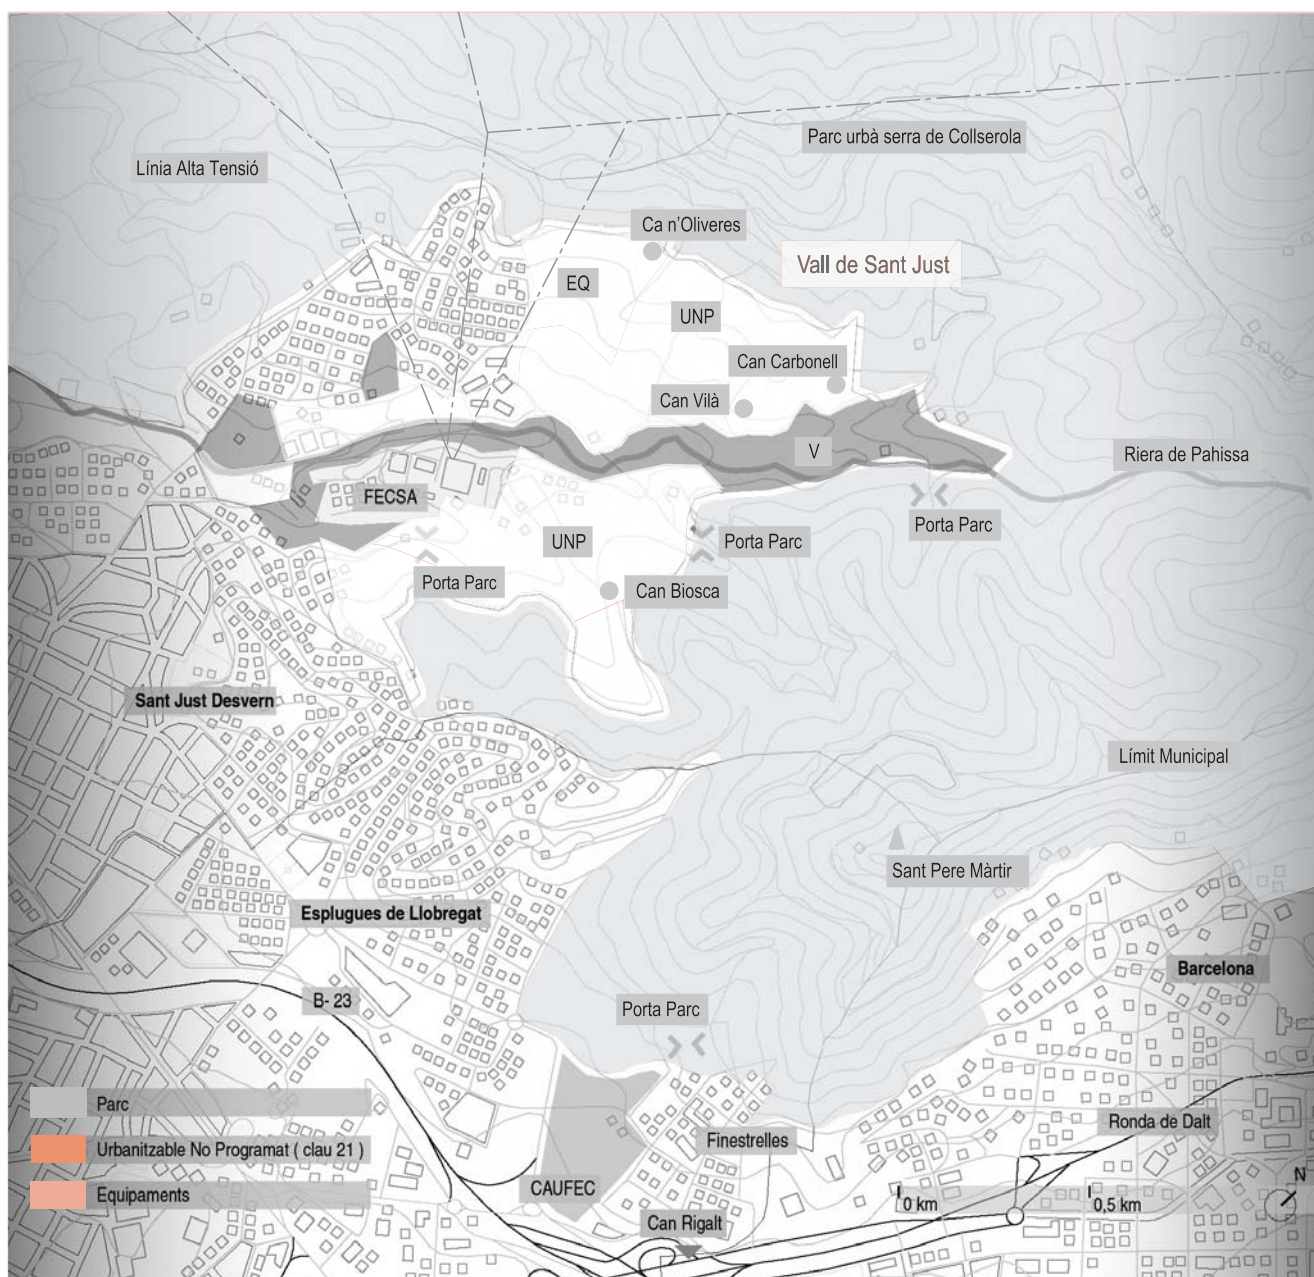 Parc urbà serra de Collserola
Línia Alta Tensió
Ca n'Oliveres
Vall de Sant Just
EQ
UNP
Can Carbonell
Can Vilà
V
Riera de Pahissa
FECSA
Porta Parc
UNP
Porta Parc
Porta Parc
Can Biosca
Sant Just Desvern
Límit Municipal
Sant Pere Màrtir
Esplugues de Llobregat
Barcelona
B- 23
Porta Parc
Parc
Ronda de Dalt
Finestrelles
Urbanitzable No Programat ( clau 21 )
N
CAUFEC
Equipaments
0 km
0,5 km
Can Rigalt